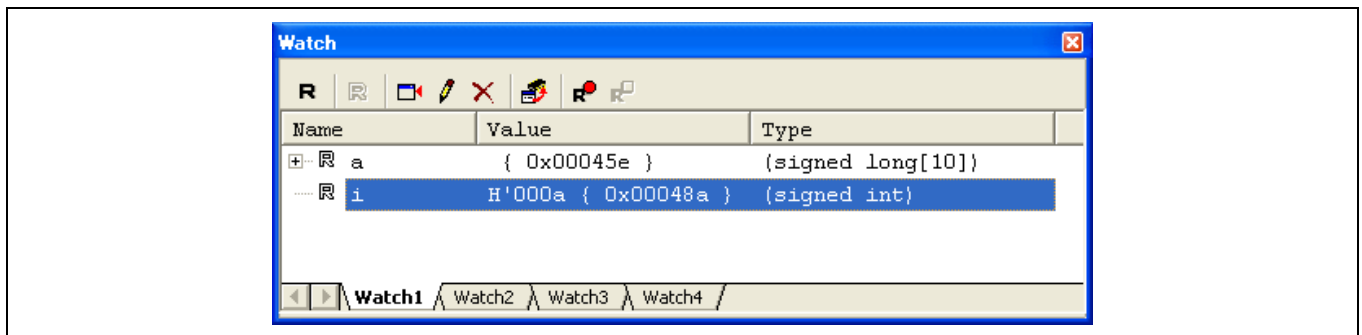 Watch
R R R R
Name Value Type
R a { 0x00045e } (signed long[10])
R i H'000a { 0x00048a } (signed int)
Watch1 Watch2 Watch3 Watch4